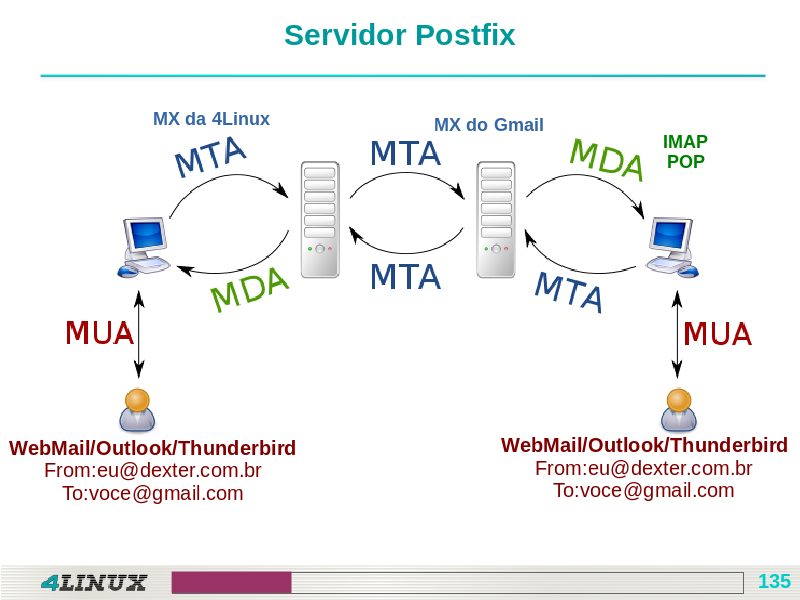 Servidor Postfix
MX da 4Linux
MX do Gmail
IMAP
POP
MTA
MTA
MDA
MDA
MTA
MTA
MUA
MUA
WebMail/Outlook/Thunderbird
From:eu@dexter.com.br
To:voce@gmail.com
WebMail/Outlook/Thunderbird
From:eu@dexter.com.br
To:voce@gmail.com
4LINUX
135